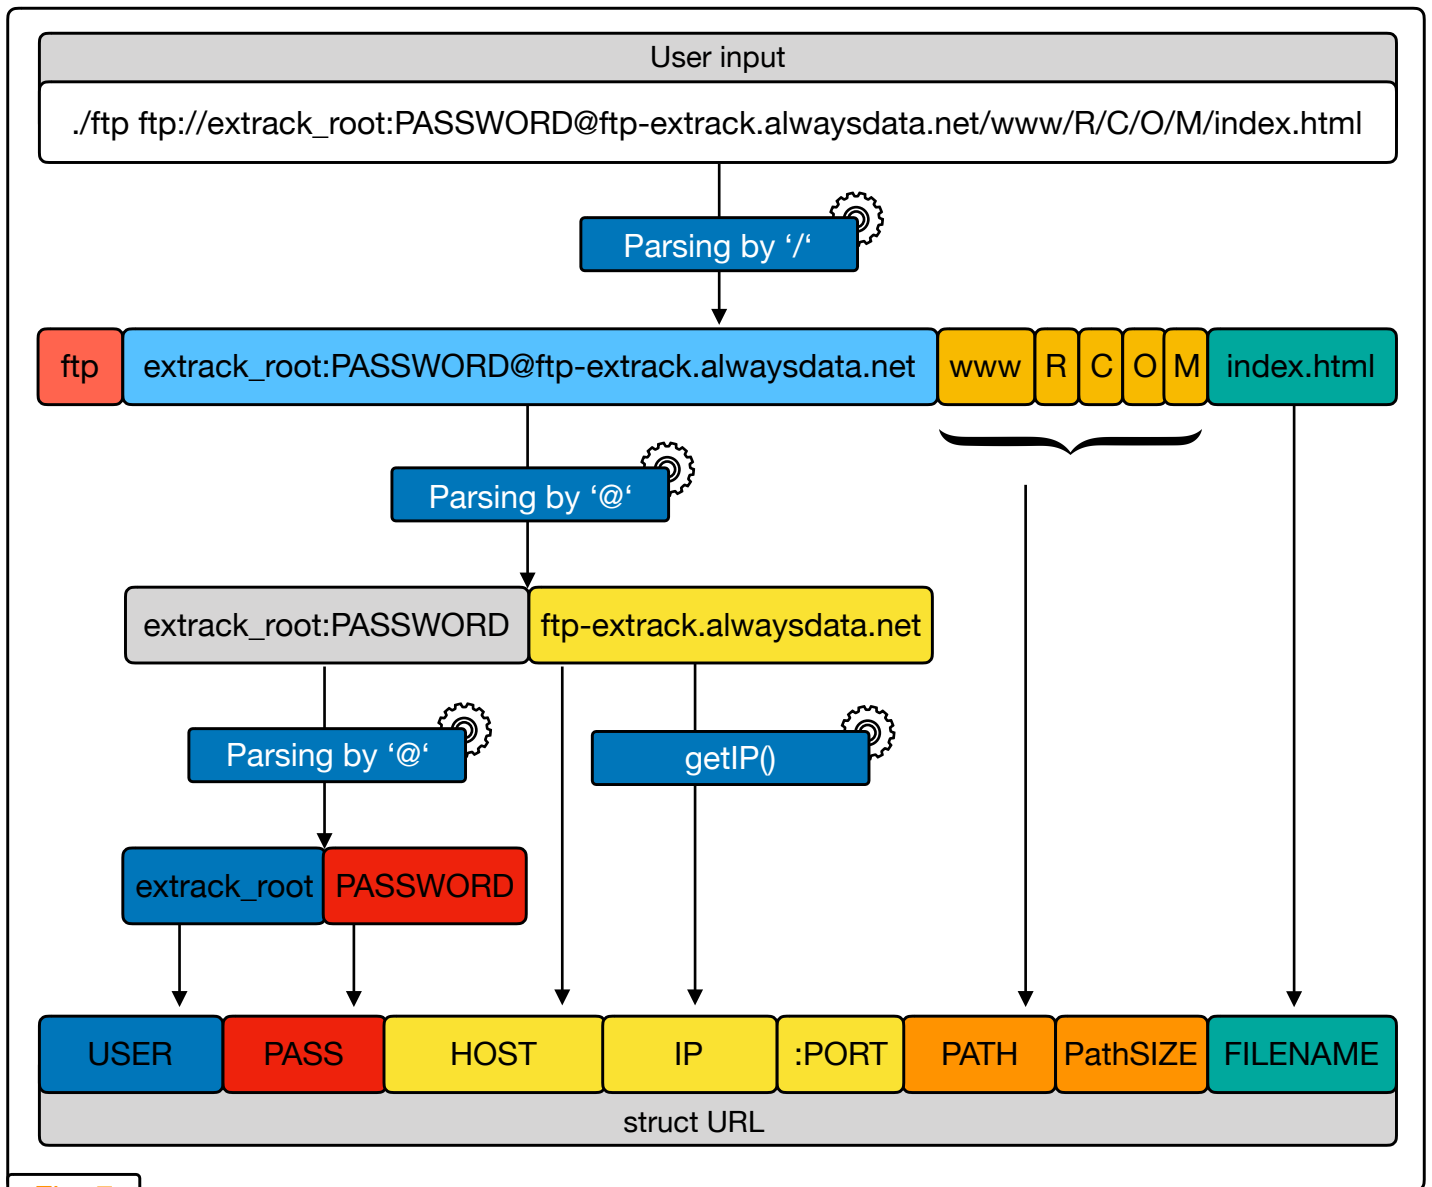 User input
./ftp ftp://extrack_root:PASSWORD@ftp-extrack.alwaysdata.net/www/R/C/O/M/index.html
Parsing by ‘/‘
ftp extrack_root:PASSWORD@ftp-extrack.alwaysdata.net www R C O M index.html
Parsing by ‘@‘
extrack_root:PASSWORD ftp-extrack.alwaysdata.net
Parsing by ‘@‘ getIP()
extrack_root PASSWORD
USER PASS HOST IP :PORT PATH PathSIZE FILENAME
struct URL